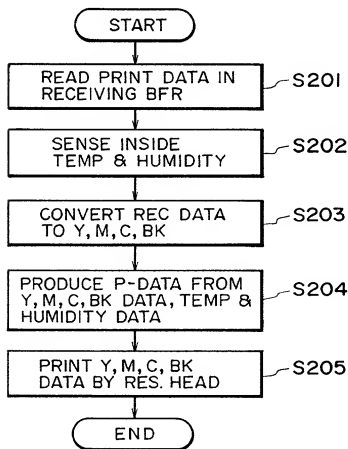 START
READ PRINT DATA IN
RECEIVING BFR
S201
SENSE INSIDE
TEMP & HUMIDITY
S202
CONVERT REC DATA
TO Y, M, C, BK
S203
PRODUCE P-DATA FROM
Y, M, C, BK DATA, TEMP &
HUMIDITY DATA
S204
PRINT Y, M, C, BK
DATA BY RES. HEAD
S205
END